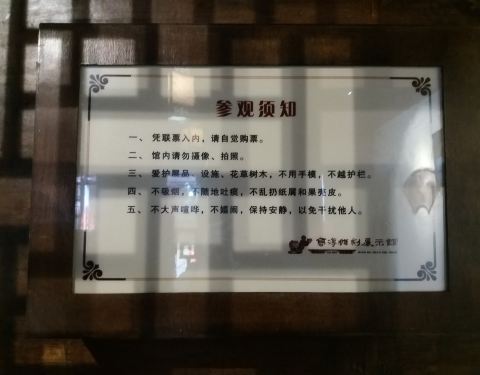 参观须知
一、凭联票入内，请自觉购票。
二、馆内请勿摄像、拍照。
三、爱护展品、设施、花草树木，不用手模，不越护栏。
四、不吸烟，不随地吐痰，不乱扔纸屑和果壳皮。
五、不大声喧哗，不嬉闹，保持安静，以免干扰他人。